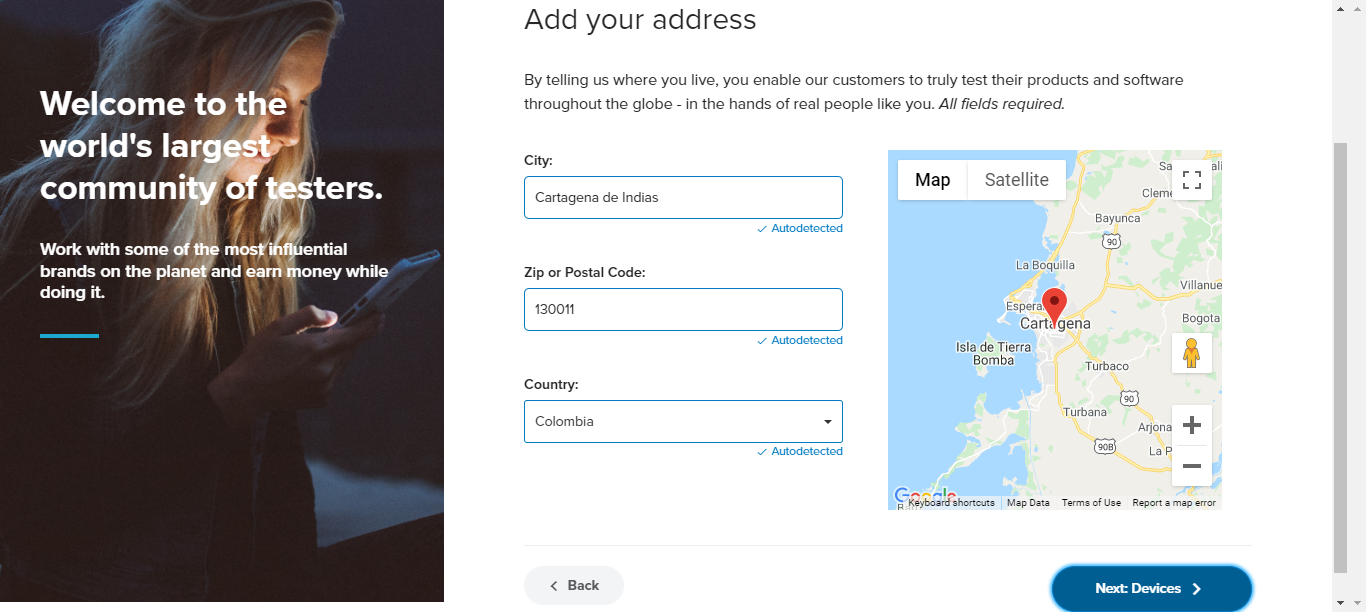 Welcome to the
world's largest
community of testers.
Work with some of the most influential
brands on the planet and earn money while
doing it.
Add your address
By telling us where you live, you enable our customers to truly test their products and software
throughout the globe - in the hands of real people like you. All fields required.
City:
Cartagena de Indias
Autodetected
Zip or Postal Code:
130011
Autodetected
Country:
Colombia
Autodetected
Map Satellite
Bayunca
90
La Boquilla
Villanue
Espera
Bogota
Cartagena
Isla de Tierra
Bomba
Turbaco
90
Turbana
Arjona
90B
La P
Google
Keyboard shortcuts Map Data Terms of Use Report a map error
Back
Next: Devices